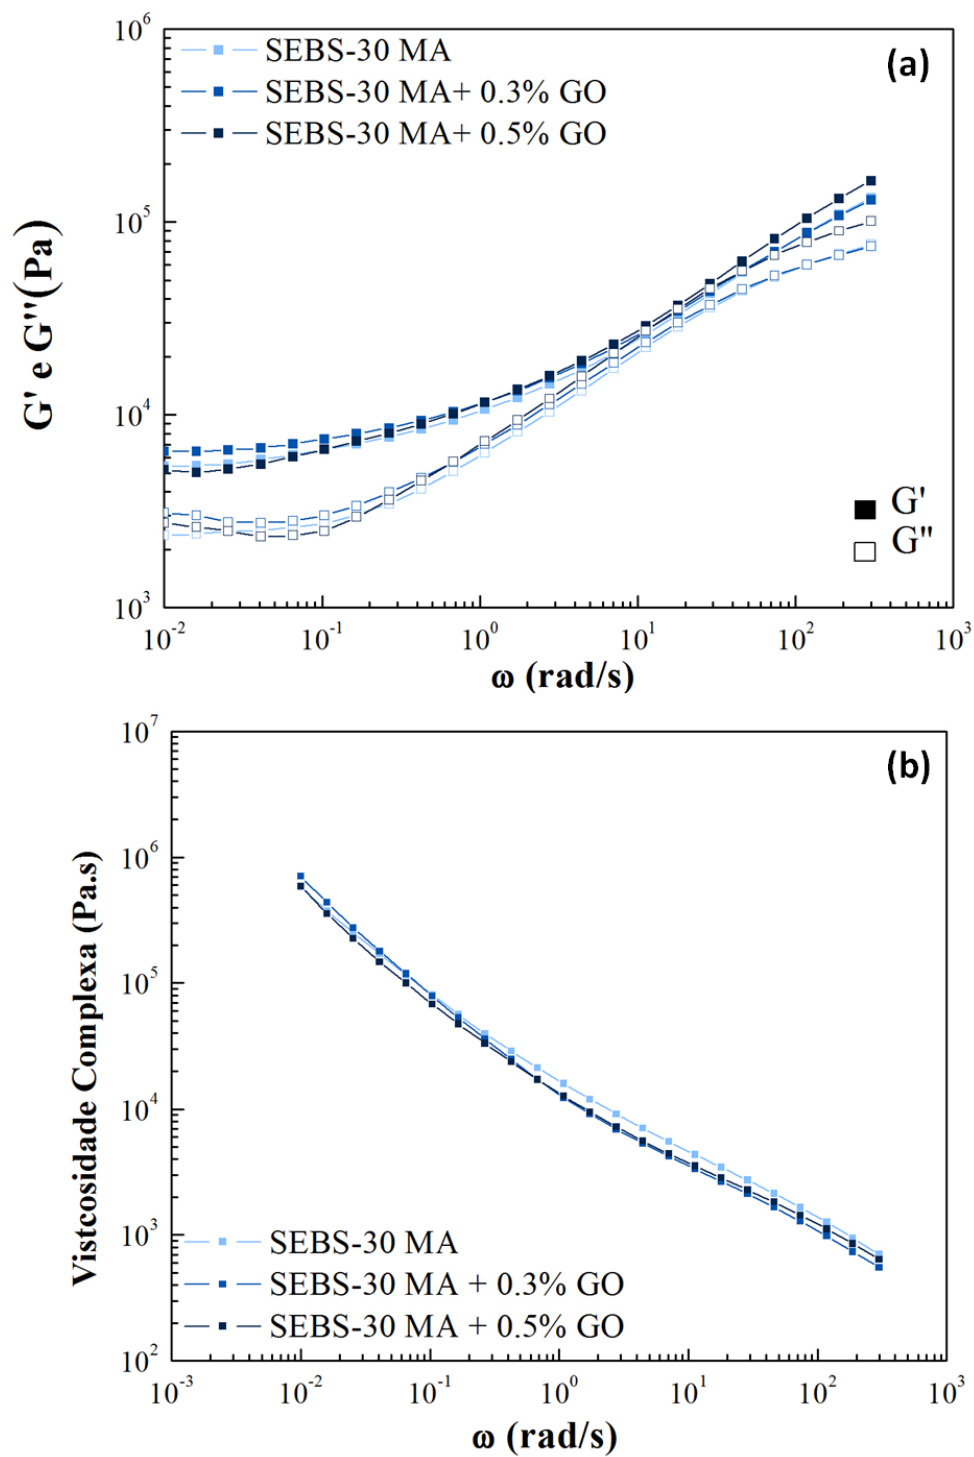 10^6
SEBS-30 MA
(a)
SEBS-30 MA+ 0.3% GO
SEBS-30 MA+ 0.5% GO
10^5
G' e G''(Pa)
10^4
G'
G''
10^3
10^-2 10^-1 10^0 10^1 10^2 10^3
ω (rad/s)
10^7
(b)
10^6
10^5
Vistcosidade Complexa (Pa.s)
10^4
10^3
SEBS-30 MA
SEBS-30 MA + 0.3% GO
SEBS-30 MA + 0.5% GO
10^2
10^-3 10^-2 10^-1 10^0 10^1 10^2 10^3
ω (rad/s)